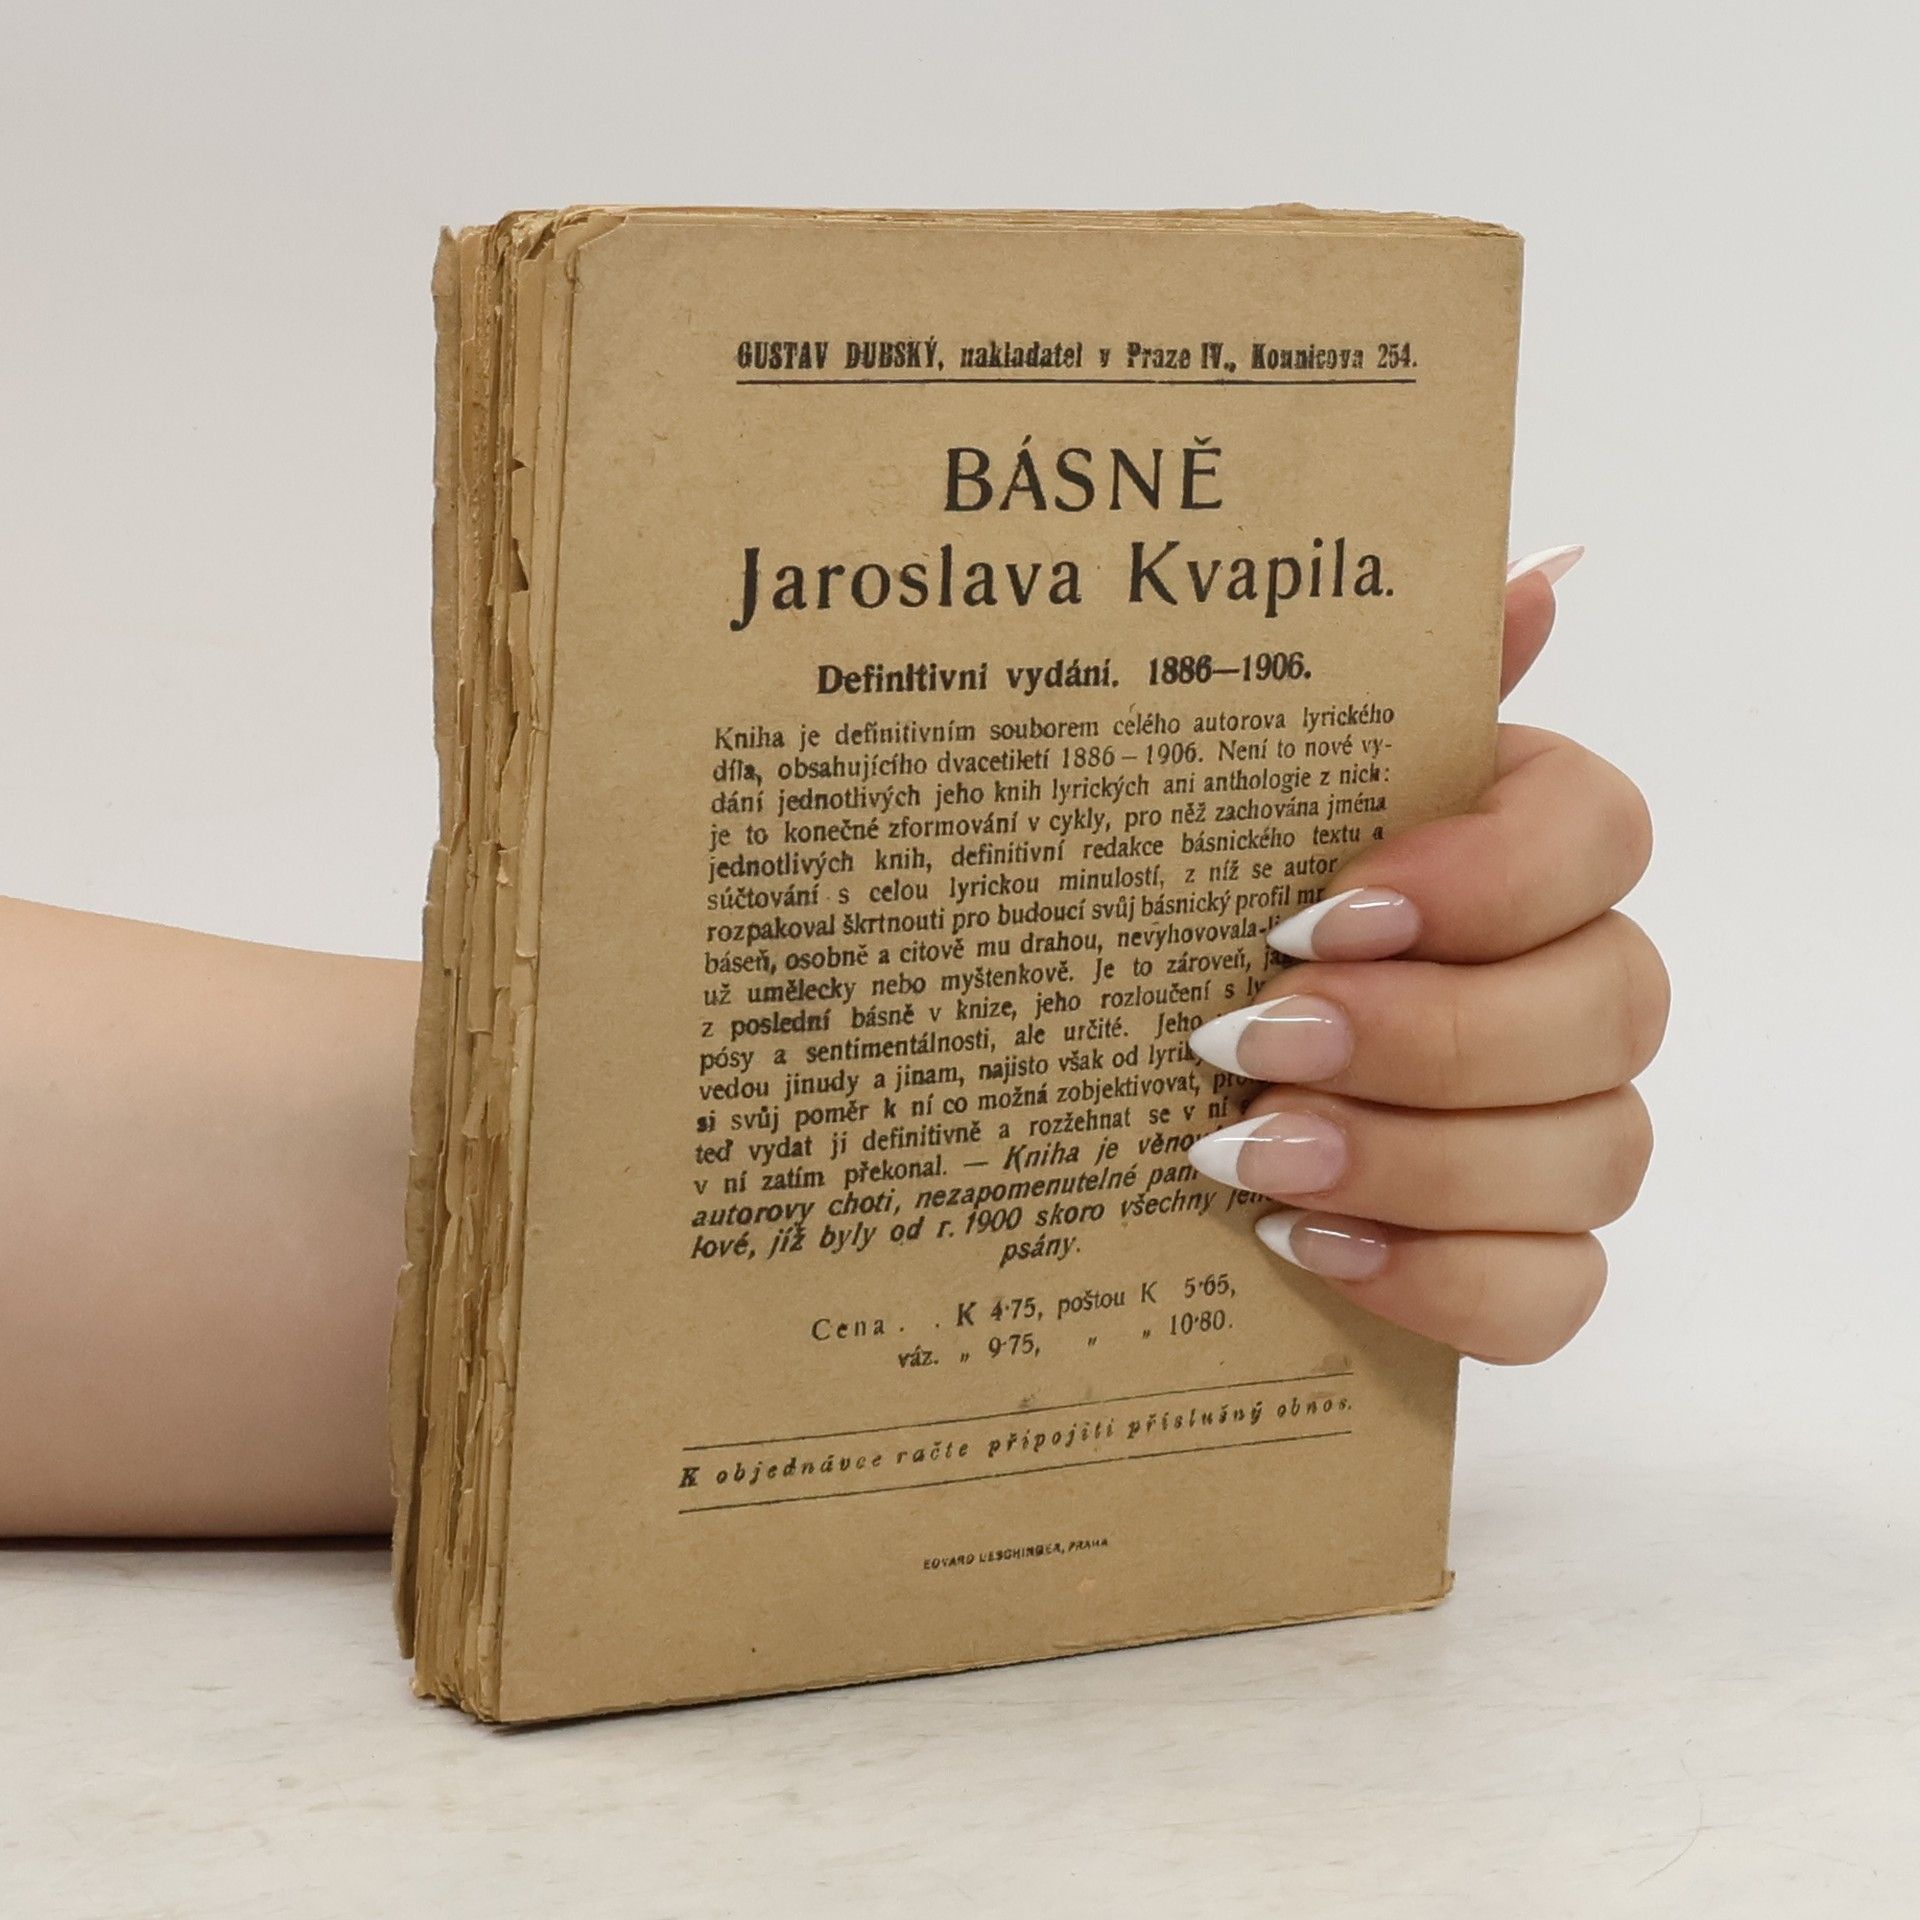 GUSTAV DUBSKÝ, nakladatel v Praze IV., Kounicova 254.
BÁSNĚ
Jaroslava Kvapila.
Definitivní vydání. 1886—1906.
Kniha je definitivním souborem celého autorova lyrického
díla, obsahujícího dvacetiletí 1886 – 1906. Není to nové vy-
dání jednotlivých jeho knih lyrických ani anthologie z nich:
je to konečné zformování v cykly, pro něž zachována jména
jednotlivých knih, definitivní redakce básnického textu a
súčtování s celou lyrickou minulostí, z níž se autor
rozpakoval škrtnouti pro budoucí svůj básnický profil
báseň, osobně a citově mu drahou, nevyhovovala-li
už umělecky nebo myštenkově. Je to zároveň,
z poslední básně v knize, jeho rozloučení s
pósy a sentimentálnosti, ale určité. Jeho
vedou jinudy a jinam, najisto však od
si svůj poměr k ní co možná zobjektivovat,
teď vydat ji definitivně a rozžehnat se v ní
v ní zatím překonal. — Kniha je
autorovy choti, nezapomenutelné
lové, jíž byly od r. 1900 skoro všechny
psány.
Cena . . K 4·75, poštou K 5·65,
váz. „ 9·75, „ „ 10·80.
K objednávce račte připojiti příslušný obnos.
EDVARD LESCHINGER, PRAHA